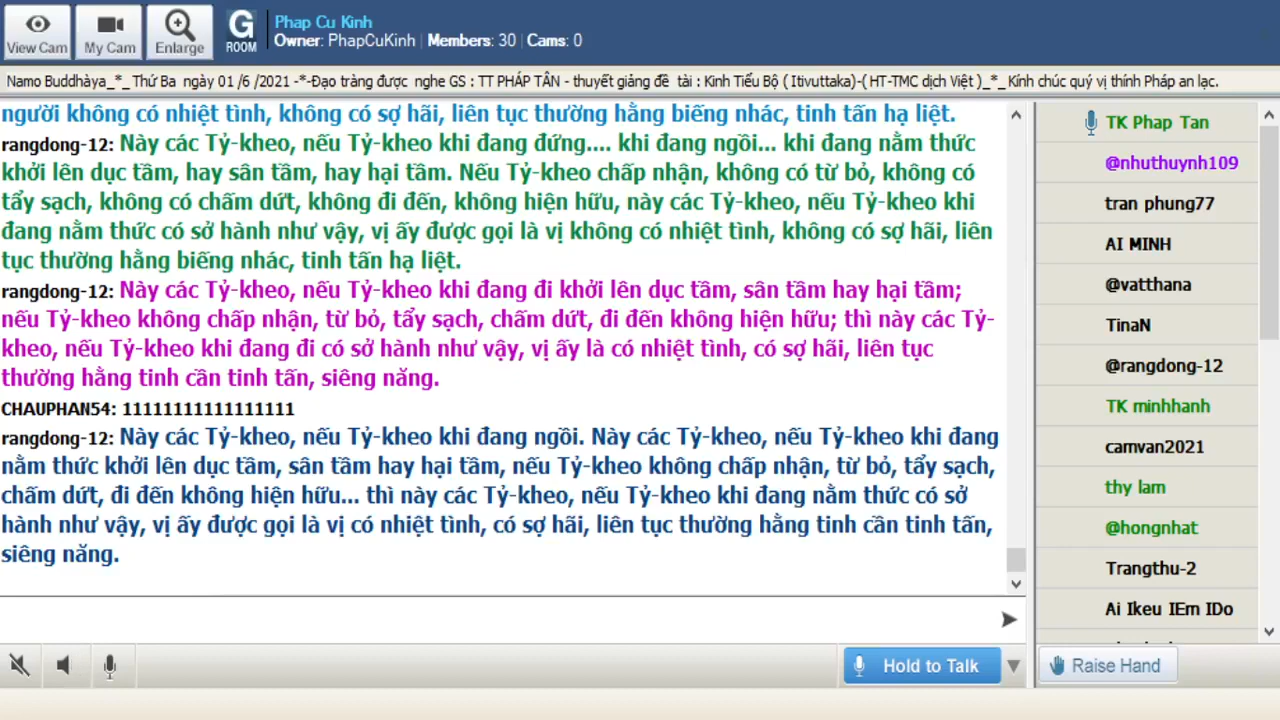 View Cam
My Cam
Enlarge
G
ROOM
Phap Cu Kinh
Owner: PhapCuKinh | Members: 30 | Cams: 0
Namo Buddhàya_*_ Thứ Ba ngày 01 /6 /2021 -*-Đạo tràng được nghe GS : TT PHÁP TÂN - thuyết giảng đề tài : Kinh Tiểu Bộ ( Itivuttaka)-( HT-TMC dịch Việt )_*_ Kính chúc quý vị thính Pháp an lạc.
người không có nhiệt tình, không có sợ hãi, liên tục thường hằng biếng nhác, tinh tấn hạ liệt.
rangdong-12: Này các Tỷ-kheo, nếu Tỷ-kheo khi đang đứng.... khi đang ngồi... khi đang nằm thức
khởi lên dục tầm, hay sân tầm, hay hại tầm. Nếu Tỷ-kheo chấp nhận, không có từ bỏ, không có
tẩy sạch, không có chấm dứt, không đi đến, không hiện hữu, này các Tỷ-kheo, nếu Tỷ-kheo khi
đang nằm thức có sở hành như vậy, vị ấy được gọi là vị không có nhiệt tình, không có sợ hãi, liên
tục thường hằng biếng nhác, tinh tấn hạ liệt.
rangdong-12: Này các Tỷ-kheo, nếu Tỷ-kheo khi đang đi khởi lên dục tầm, sân tầm hay hại tầm;
nếu Tỷ-kheo không chấp nhận, từ bỏ, tẩy sạch, chấm dứt, đi đến không hiện hữu; thì này các Tỷ-
kheo, nếu Tỷ-kheo khi đang đi có sở hành như vậy, vị ấy là có nhiệt tình, có sợ hãi, liên tục
thường hằng tinh cần tinh tấn, siêng năng.
CHAUPHAN54: 11111111111111111
rangdong-12: Này các Tỷ-kheo, nếu Tỷ-kheo khi đang ngồi. Này các Tỷ-kheo, nếu Tỷ-kheo khi đang
nằm thức khởi lên dục tầm, sân tầm hay hại tầm, nếu Tỷ-kheo không chấp nhận, từ bỏ, tẩy sạch,
chấm dứt, đi đến không hiện hữu... thì này các Tỷ-kheo, nếu Tỷ-kheo khi đang nằm thức có sở
hành như vậy, vị ấy được gọi là vị có nhiệt tình, có sợ hãi, liên tục thường hằng tinh cần tinh tấn,
siêng năng.
TK Phap Tan
@nhuthuynh109
tran phung77
AI MINH
@vatthana
TinaN
@rangdong-12
TK minhhanh
camvan2021
thy lam
@hongnhat
Trangthu-2
Ai Ikeu IEm IDo
Hold to Talk
Raise Hand